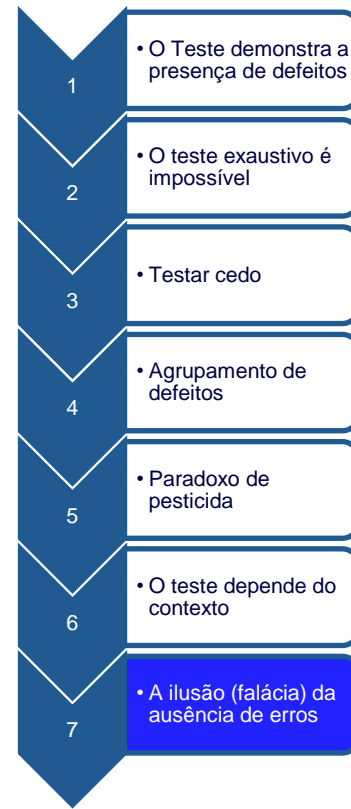 1
• O Teste demonstra a
presença de defeitos
2
• O teste exaustivo é
impossível
3
• Testar cedo
4
• Agrupamento de
defeitos
5
• Paradoxo de
pesticida
6
• O teste depende do
contexto
7
• A ilusão (falácia) da
ausência de erros